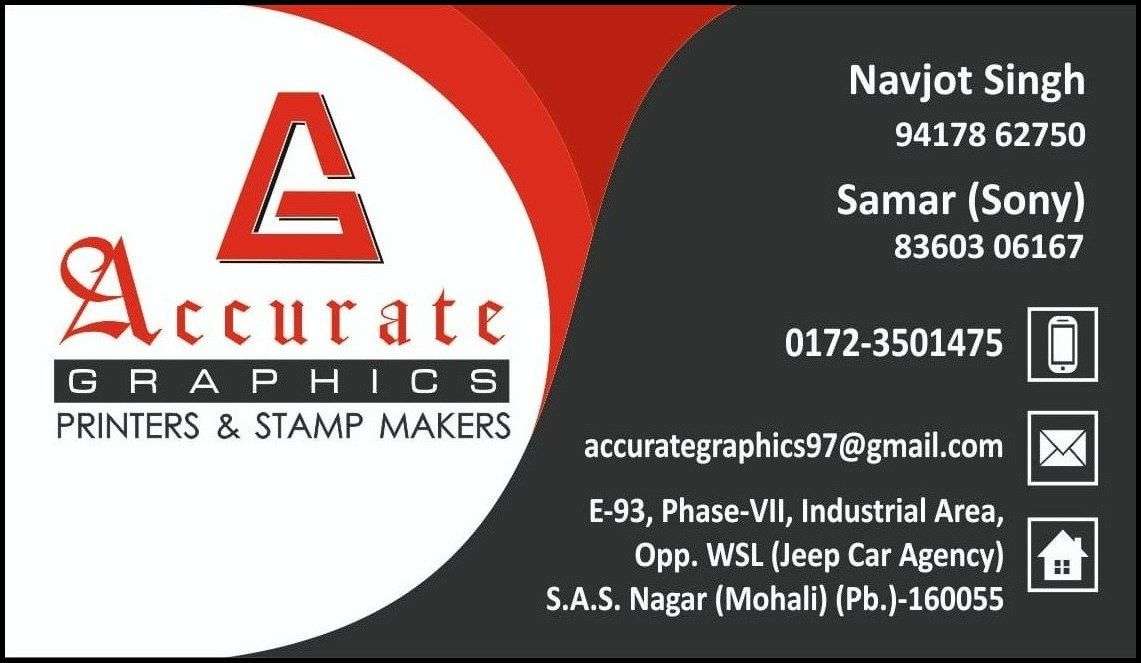 Accurate
GRAPHICS
PRINTERS & STAMP MAKERS
Navjot Singh
94178 62750
Samar (Sony)
83603 06167
0172-3501475
accurategraphics97@gmail.com
E-93, Phase-VII, Industrial Area,
Opp. WSL (Jeep Car Agency)
S.A.S. Nagar (Mohali) (Pb.)-160055